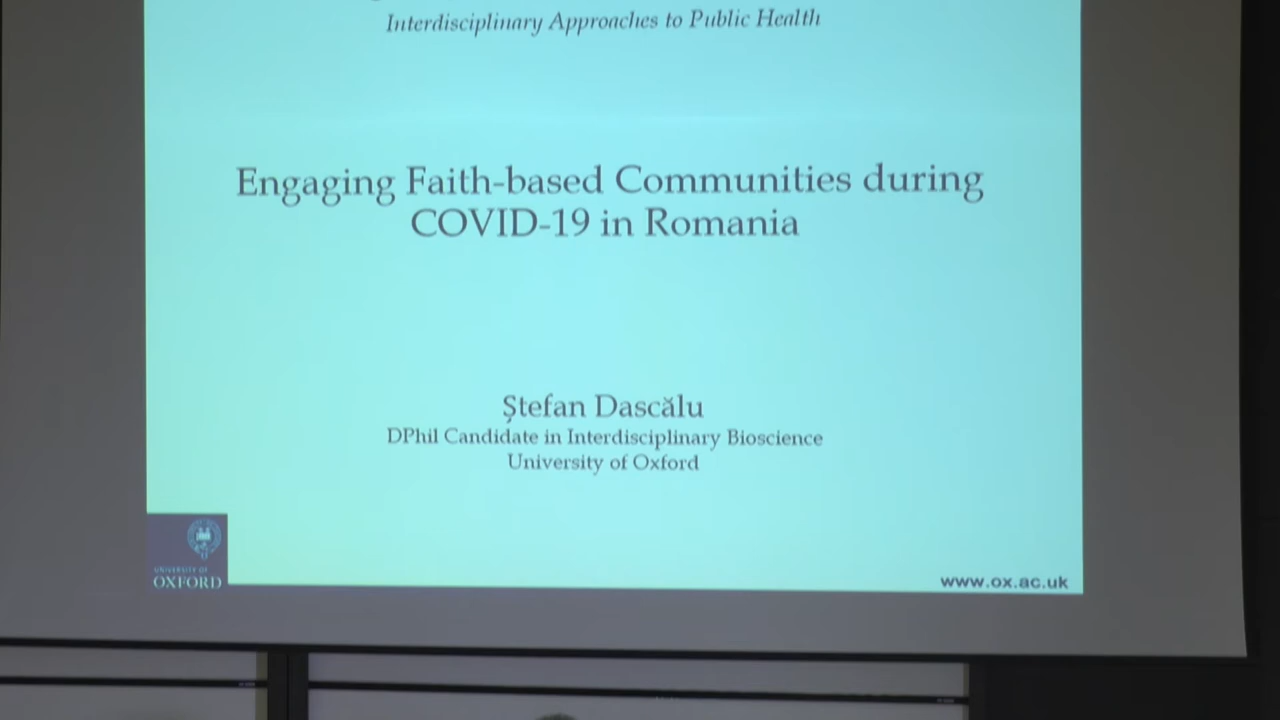 Interdisciplinary Approaches to Public Health
Engaging Faith-based Communities during
COVID-19 in Romania
Ștefan Dascălu
DPhil Candidate in Interdisciplinary Bioscience
University of Oxford
UNIVERSITY OF
OXFORD
www.ox.ac.uk